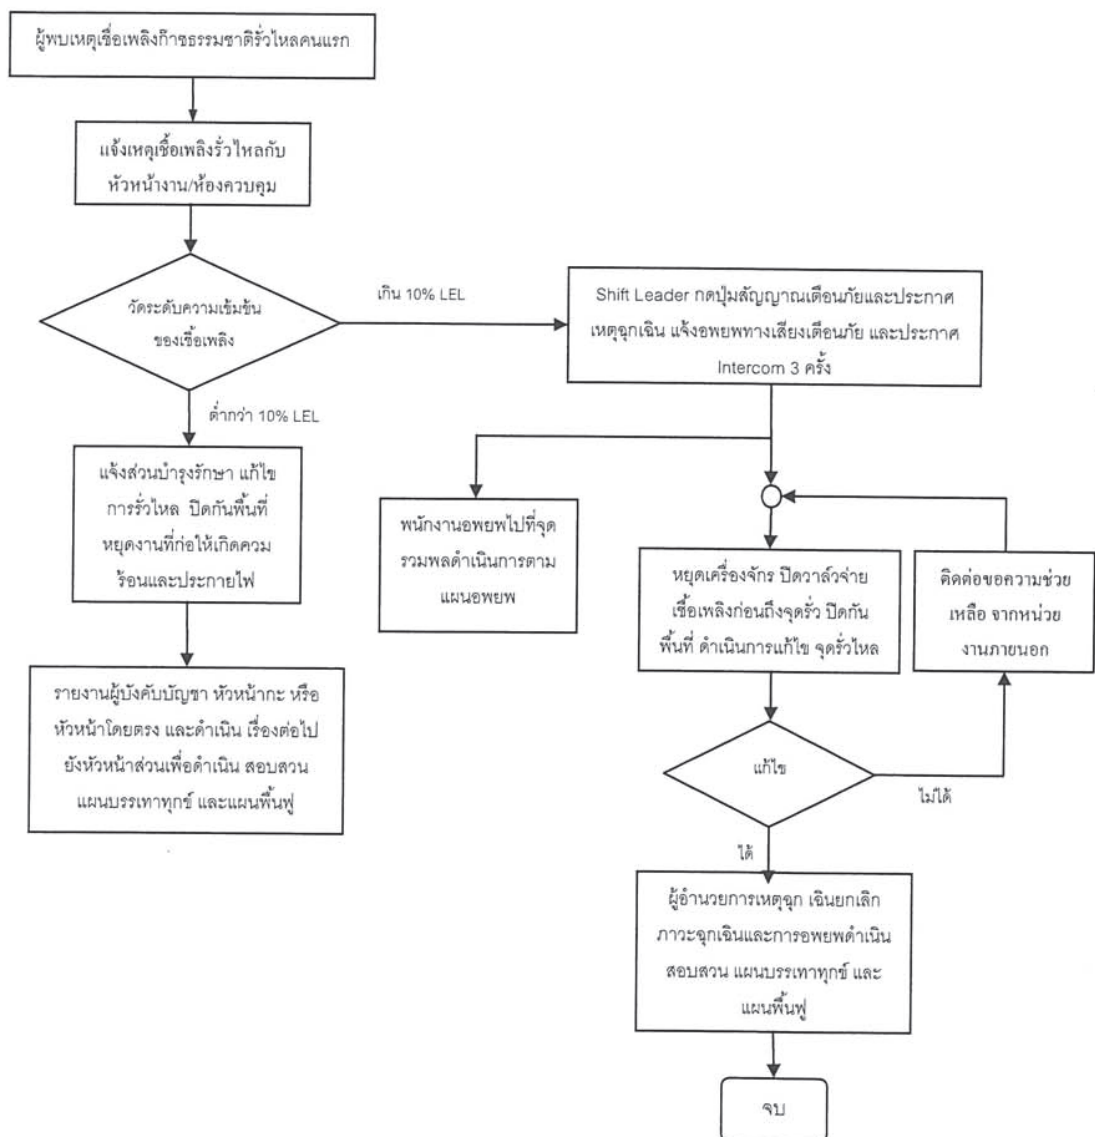 ผู้พบเหตุเชื่อเพลิงก๊าซธรรมชาติรั่วไหลคนแรก
แจ้งเหตุเชื้อเพลิงรั่วไหลกับ
หัวหน้างาน/ห้องควบคุม
วัดระดับความเข้มข้น
ของเชื้อเพลิง
เกิน 10% LEL
Shift Leader กดปุ่มสัญญาณเตือนภัยและประกาศ
เหตุฉุกเฉิน แจ้งอพยพทางเสียงเตือนภัย และประกาศ
Intercom 3 ครั้ง
ต่ำกว่า 10% LEL
แจ้งส่วนบำรุงรักษา แก้ไข
การรั่วไหล ปิดกันพื้นที่
หยุดงานที่ก่อให้เกิดควม
ร้อนและประกายไฟ
พนักงานอพยพไปที่จุด
รวมพลดำเนินการตาม
แผนอพยพ
หยุดเครื่องจักร ปิดวาล์วจ่าย
เชื้อเพลิงก่อนถึงจุดรั่ว ปิดกัน
พื้นที่ ดำเนินการแก้ไข จุดรั่วไหล
ติดต่อขอความช่วย
เหลือ จากหน่วย
งานภายนอก
รายงานผู้บังคับบัญชา หัวหน้ากะ หรือ
หัวหน้าโดยตรง และดำเนิน เรื่องต่อไป
ยังหัวหน้าส่วนเพื่อดำเนิน สอบสวน
แผนบรรเทาทุกข์ และแผนฟื้นฟู
แก้ไข
ไม่ได้
ได้
ผู้อำนวยการเหตุฉุก เฉินยกเลิก
ภาวะฉุกเฉินและการอพยพดำเนิน
สอบสวน แผนบรรเทาทุกข์ และ
แผนฟื้นฟู
จบ